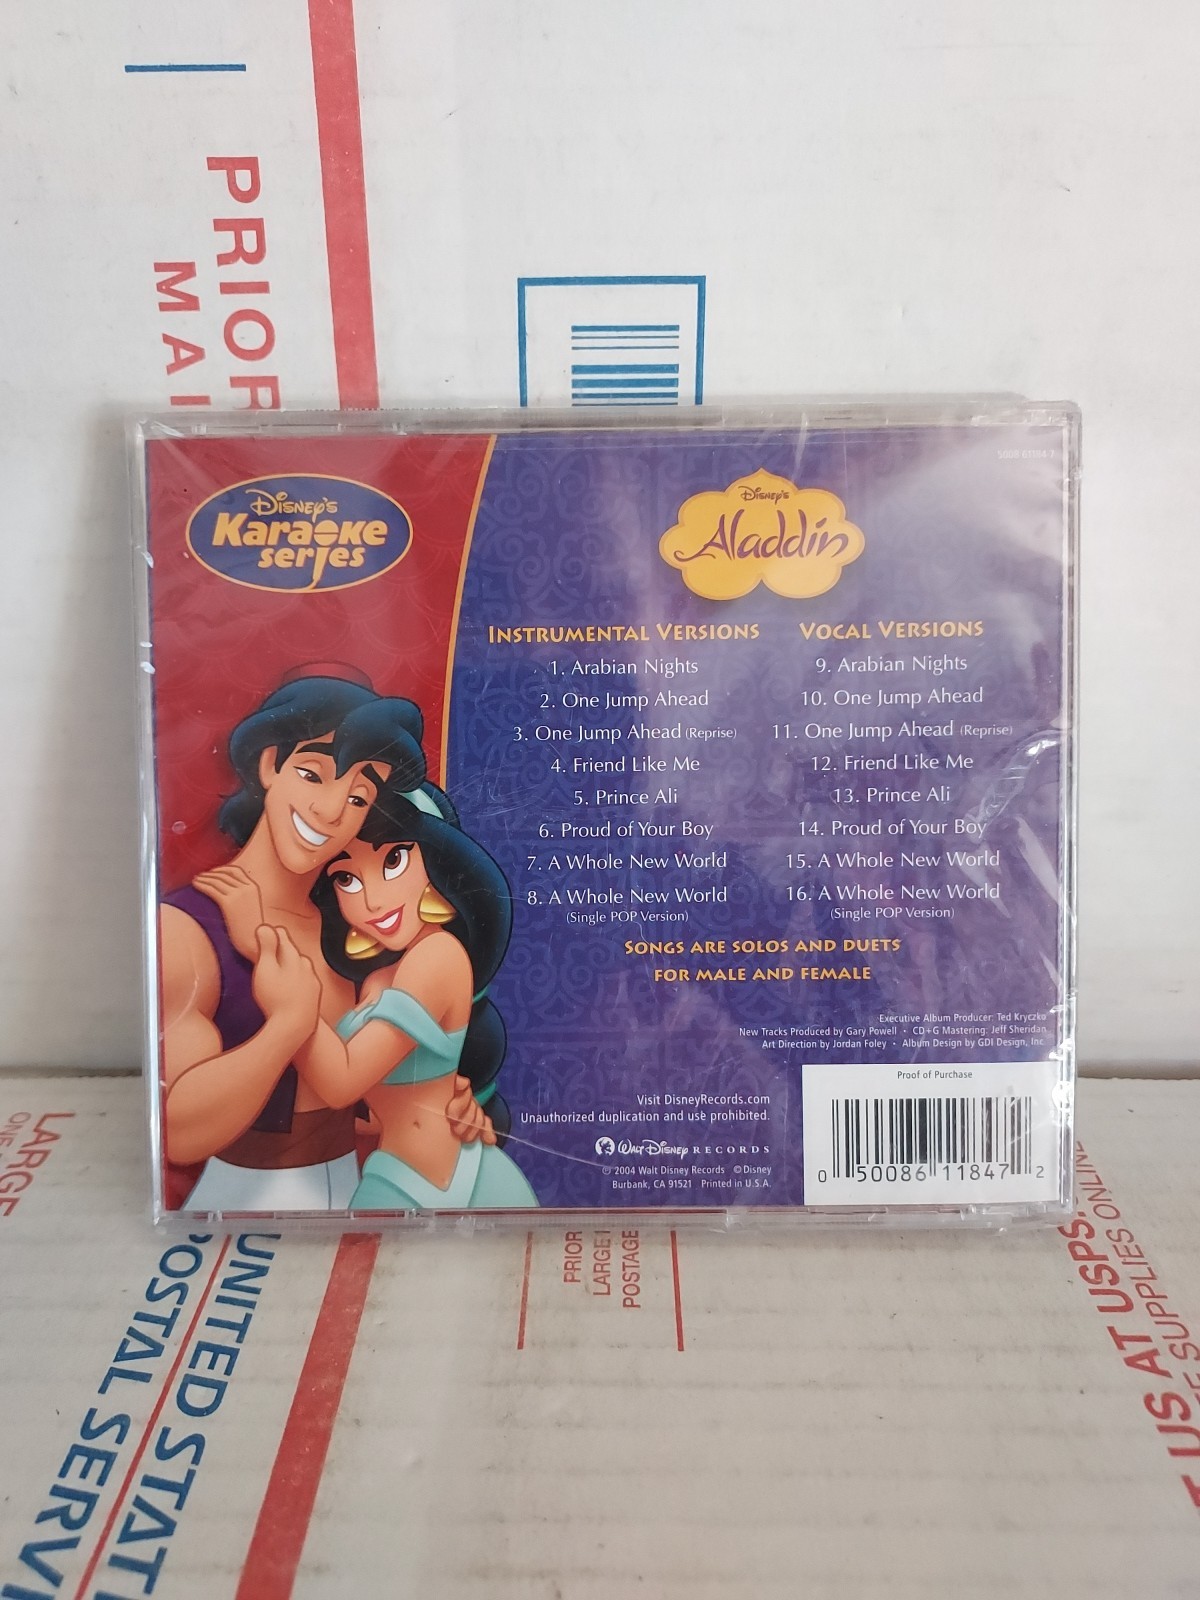 PRIOR
MAI
Disney's
Karaoke
series
Disney's
Aladdin
INSTRUMENTAL VERSIONS
1. Arabian Nights
2. One Jump Ahead
3. One Jump Ahead (Reprise)
4. Friend Like Me
5. Prince Ali
6. Proud of Your Boy
7. A Whole New World
8. A Whole New World
(Single POP Version)
VOCAL VERSIONS
9. Arabian Nights
10. One Jump Ahead
11. One Jump Ahead (Reprise)
12. Friend Like Me
13. Prince Ali
14. Proud of Your Boy
15. A Whole New World
16. A Whole New World
(Single POP Version)
SONGS ARE SOLOS AND DUETS
FOR MALE AND FEMALE
Executive Album Producer: Ted Kryczko
New Tracks Produced by Gary Powell • CD+G Mastering: Jeff Sheridan
Art Direction by Jordan Foley • Album Design by GDI Design, Inc.
Visit DisneyRecords.com
Unauthorized duplication and use prohibited.
Walt Disney RECORDS
℗ 2004 Walt Disney Records © Disney
Burbank, CA 91521 Printed in U.S.A.
Proof of Purchase
0 50086 11847 2
LARGE
UNITED STAT
POSTAL SERVI
PRIOR
LARGE
POSTAGE
T US AT USPS.
SUPPLIES ONLINE